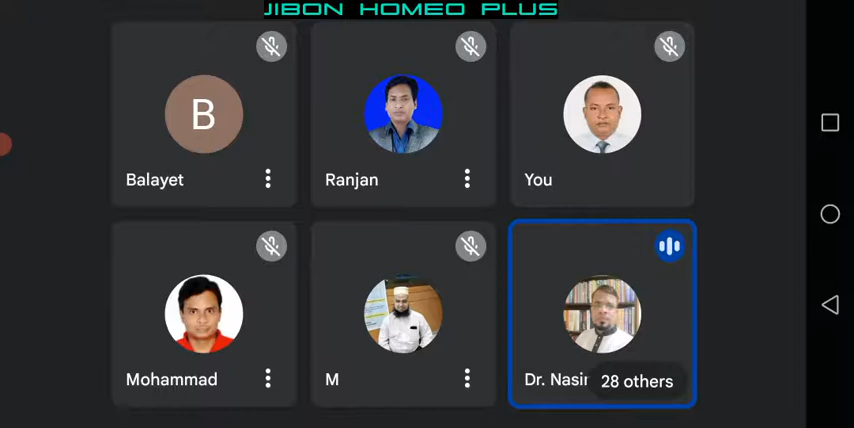 JIBON HOMEO PLUS
B
Balayet
Ranjan
You
Mohammad
M
Dr. Nasir
28 others